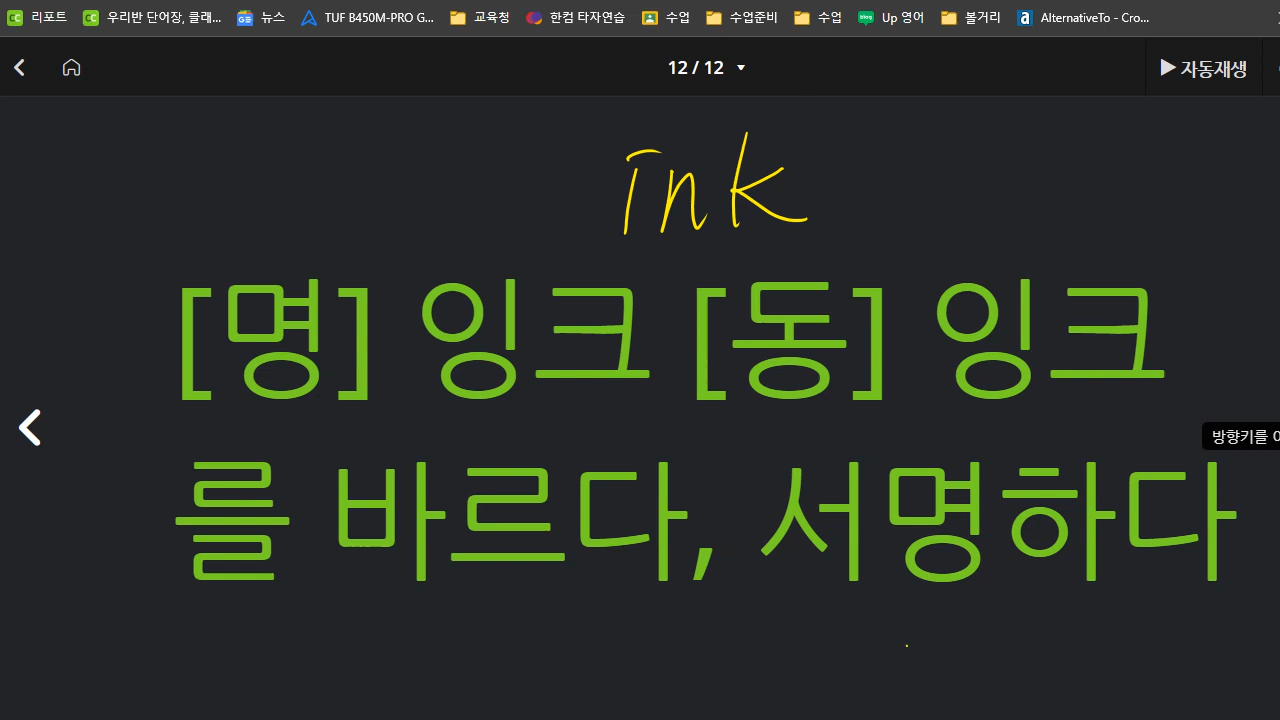 리포트 우리반 단어장, 클래... 뉴스 TUF B450M-PRO G... 교육청 한컴 타자연습 수업 수업준비 수업 Up 영어 볼거리 AlternativeTo - Cro...
12 / 12 ▼ ▶ 자동재생
ink
[명] 잉크 [동] 잉크
방향키를
를 바르다, 서명하다